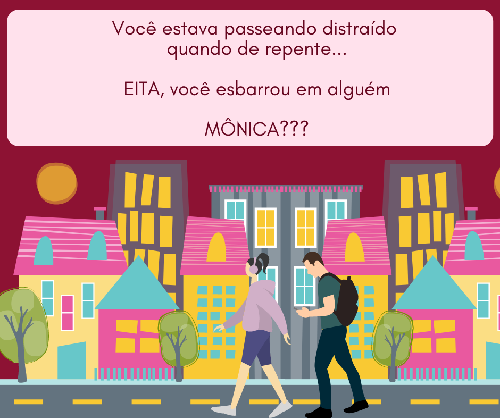 Você estava passeando distraído
quando de repente...
EITA, você esbarrou em alguém
MÔNICA???